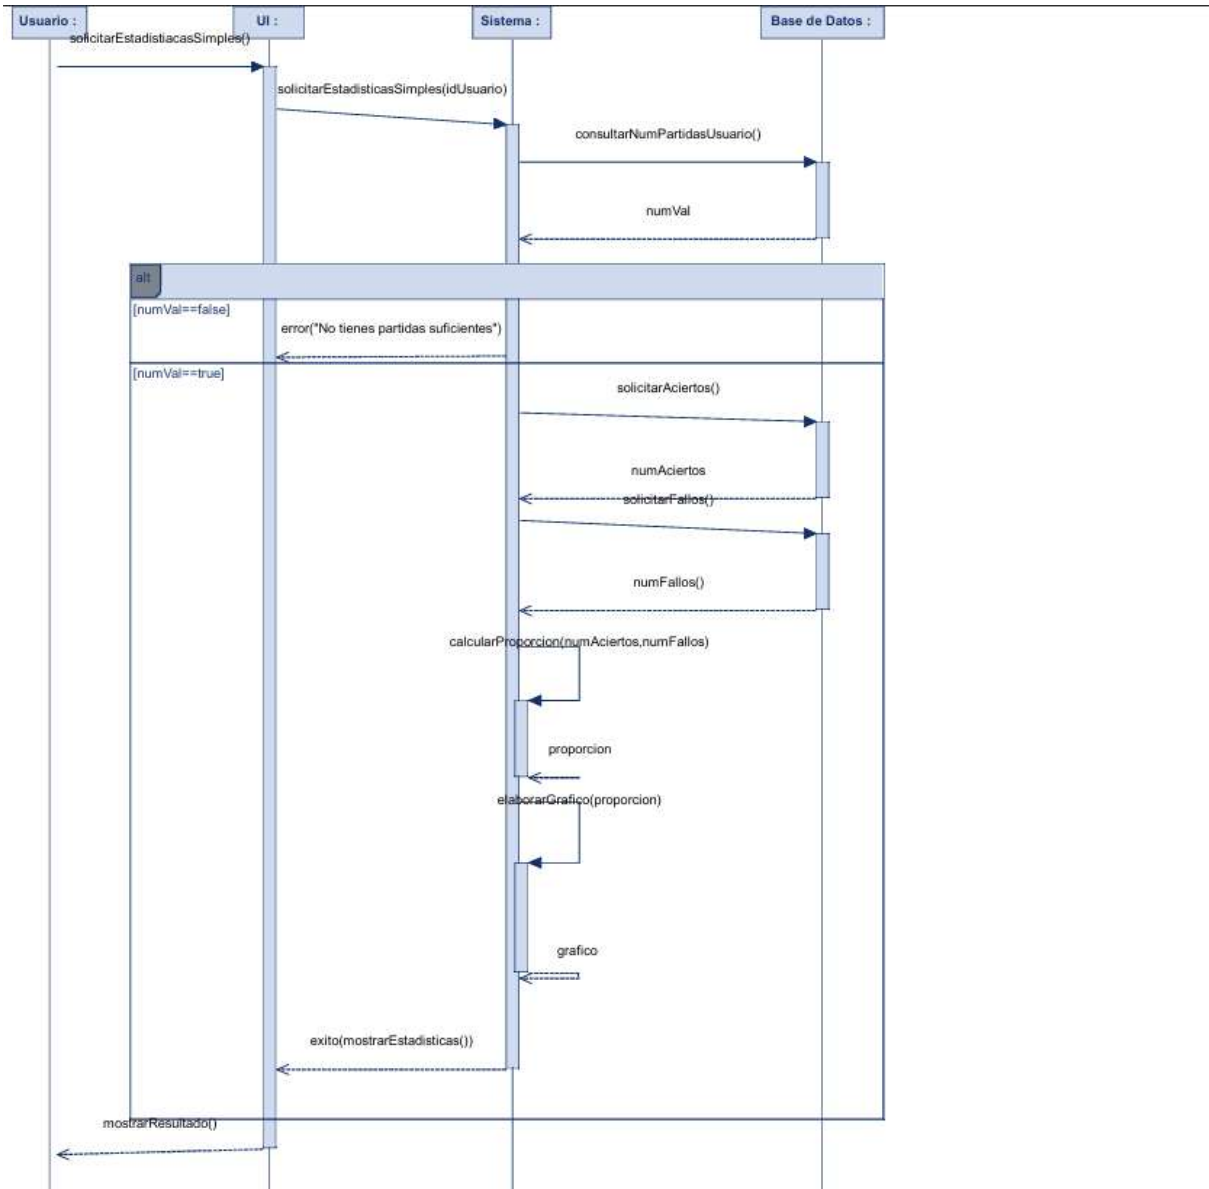 Usuario :
UI :
Sistema :
Base de Datos :
solicitarEstadistiacasSimples()
solicitarEstadisticasSimples(idUsuario)
consultarNumPartidasUsuario()
numVal
alt
[numVal==false]
error("No tienes partidas suficientes")
[numVal==true]
solicitarAciertos()
numAciertos
solicitarFallos()
numFallos()
calcularProporcion(numAciertos,numFallos)
proporcion
elaborarGrafico(proporcion)
grafico
exito(mostrarEstadisticas())
mostrarResultado()